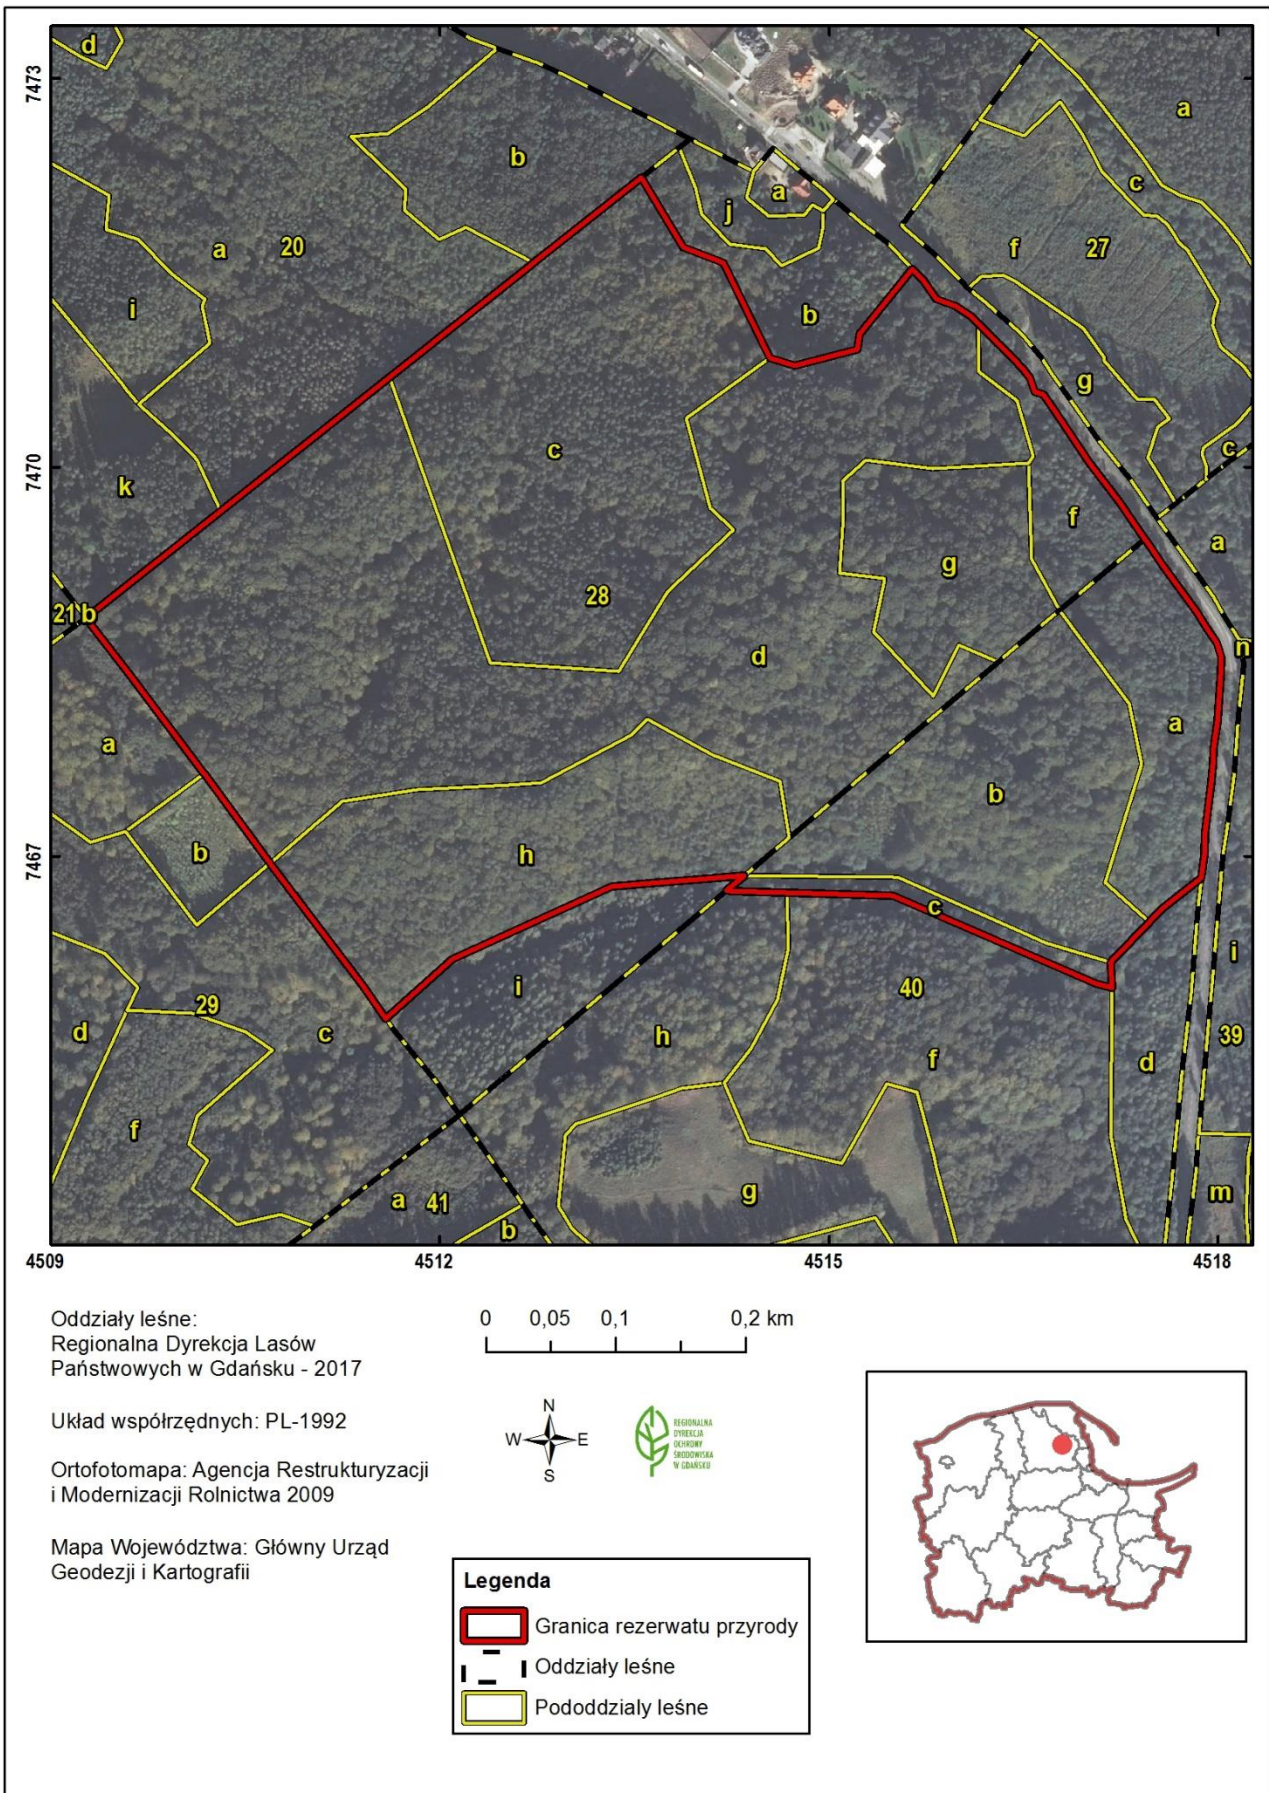 7473
7470
7467
4509
4512
4515
4518
d
b
a
20
i
k
21b
a
b
j
a
b
a
c
27
f
g
c
c
28
g
f
a
n
d
a
b
h
c
i
40
h
f
d
i
39
m
29
d
c
f
a
41
b
g
Oddziały leśne:
Regionalna Dyrekcja Lasów
Państwowych w Gdańsku - 2017
Układ współrzędnych: PL-1992
Ortofotomapa: Agencja Restrukturyzacji
i Modernizacji Rolnictwa 2009
Mapa Województwa: Główny Urząd
Geodezji i Kartografii
0 0,05 0,1 0,2 km
N
W E
S
REGIONALNA
DYREKCJA
OCHRONY
ŚRODOWISKA
W GDAŃSKU
Legenda
Granica rezerwatu przyrody
Oddziały leśne
Pododdziały leśne